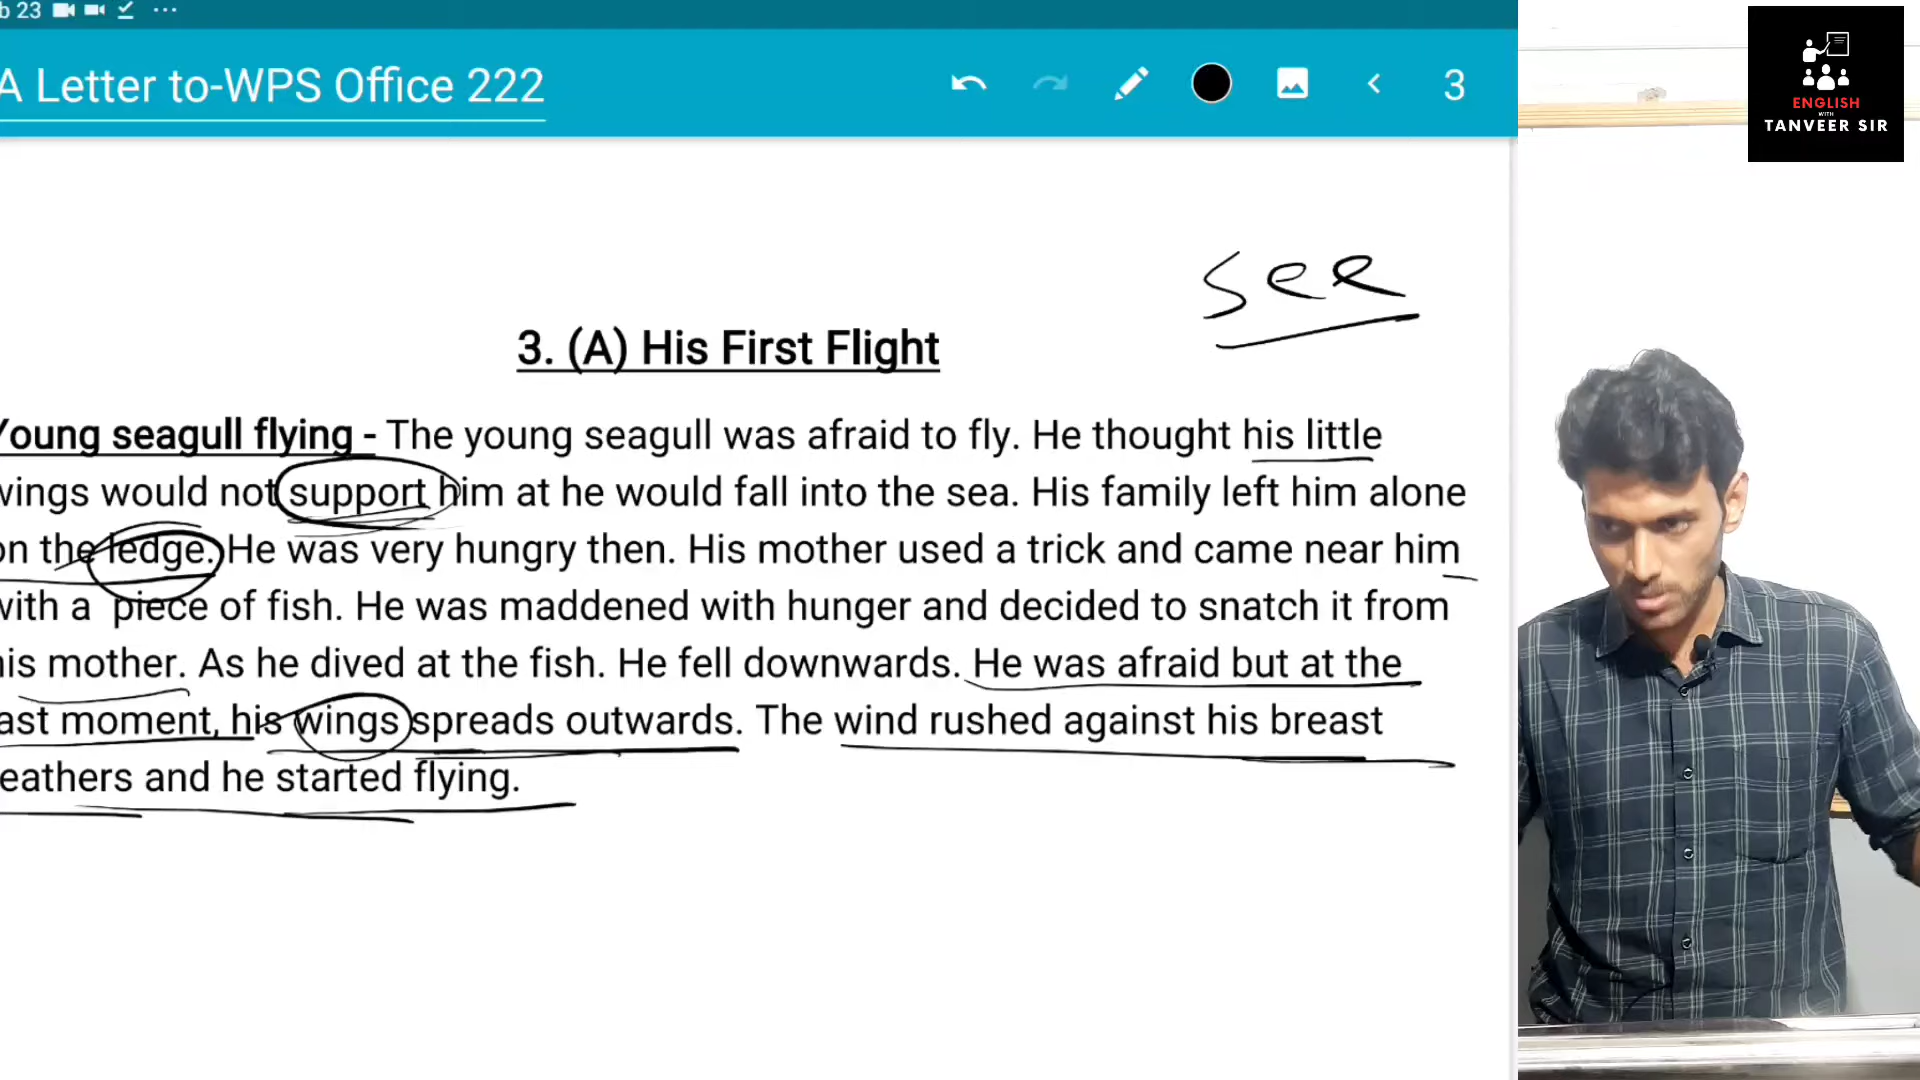 b 23
A Letter to-WPS Office 222
3
ENGLISH
WITH
TANVEER SIR
see
3. (A) His First Flight
Young seagull flying - The young seagull was afraid to fly. He thought his little
wings would not support him at he would fall into the sea. His family left him alone
on the ledge. He was very hungry then. His mother used a trick and came near him
with a piece of fish. He was maddened with hunger and decided to snatch it from
his mother. As he dived at the fish. He fell downwards. He was afraid but at the
last moment, his wings spreads outwards. The wind rushed against his breast
feathers and he started flying.